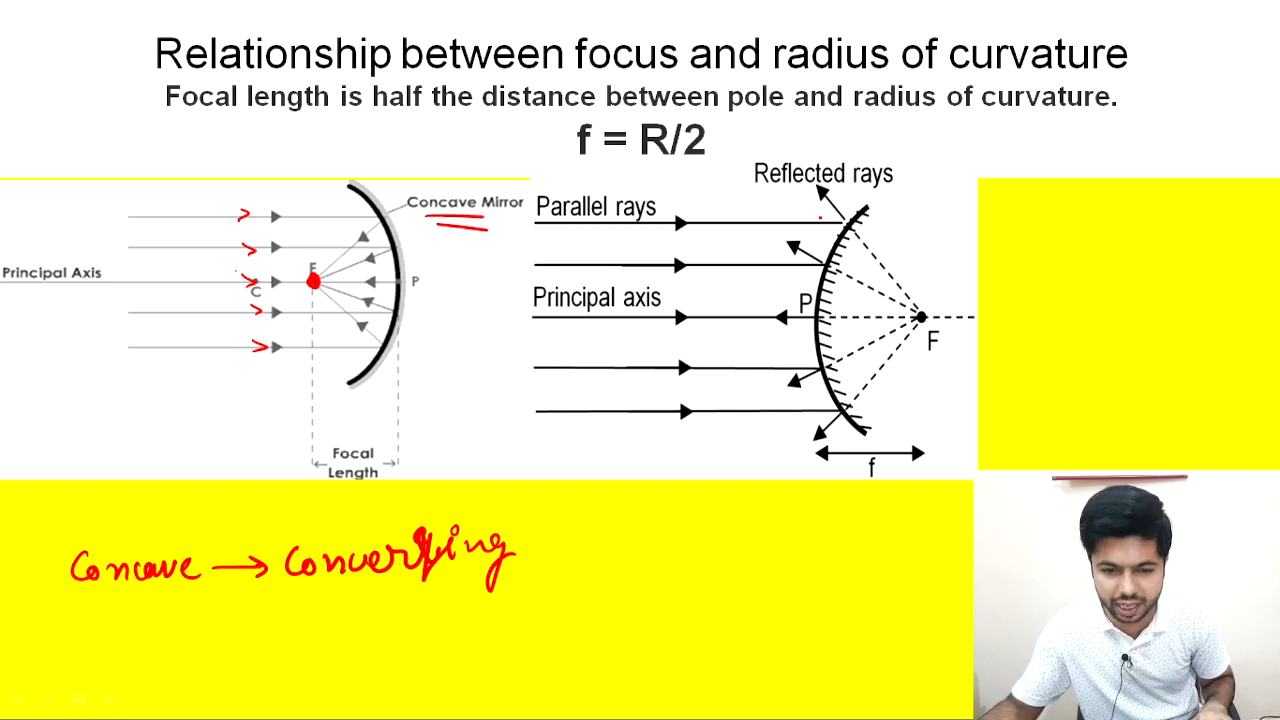 Relationship between focus and radius of curvature
Focal length is half the distance between pole and radius of curvature.
f = R/2
Concave Mirror
Principal Axis
C
F
P
Focal
Length
Reflected rays
Parallel rays
Principal axis
P
F
f
Concave → Converging